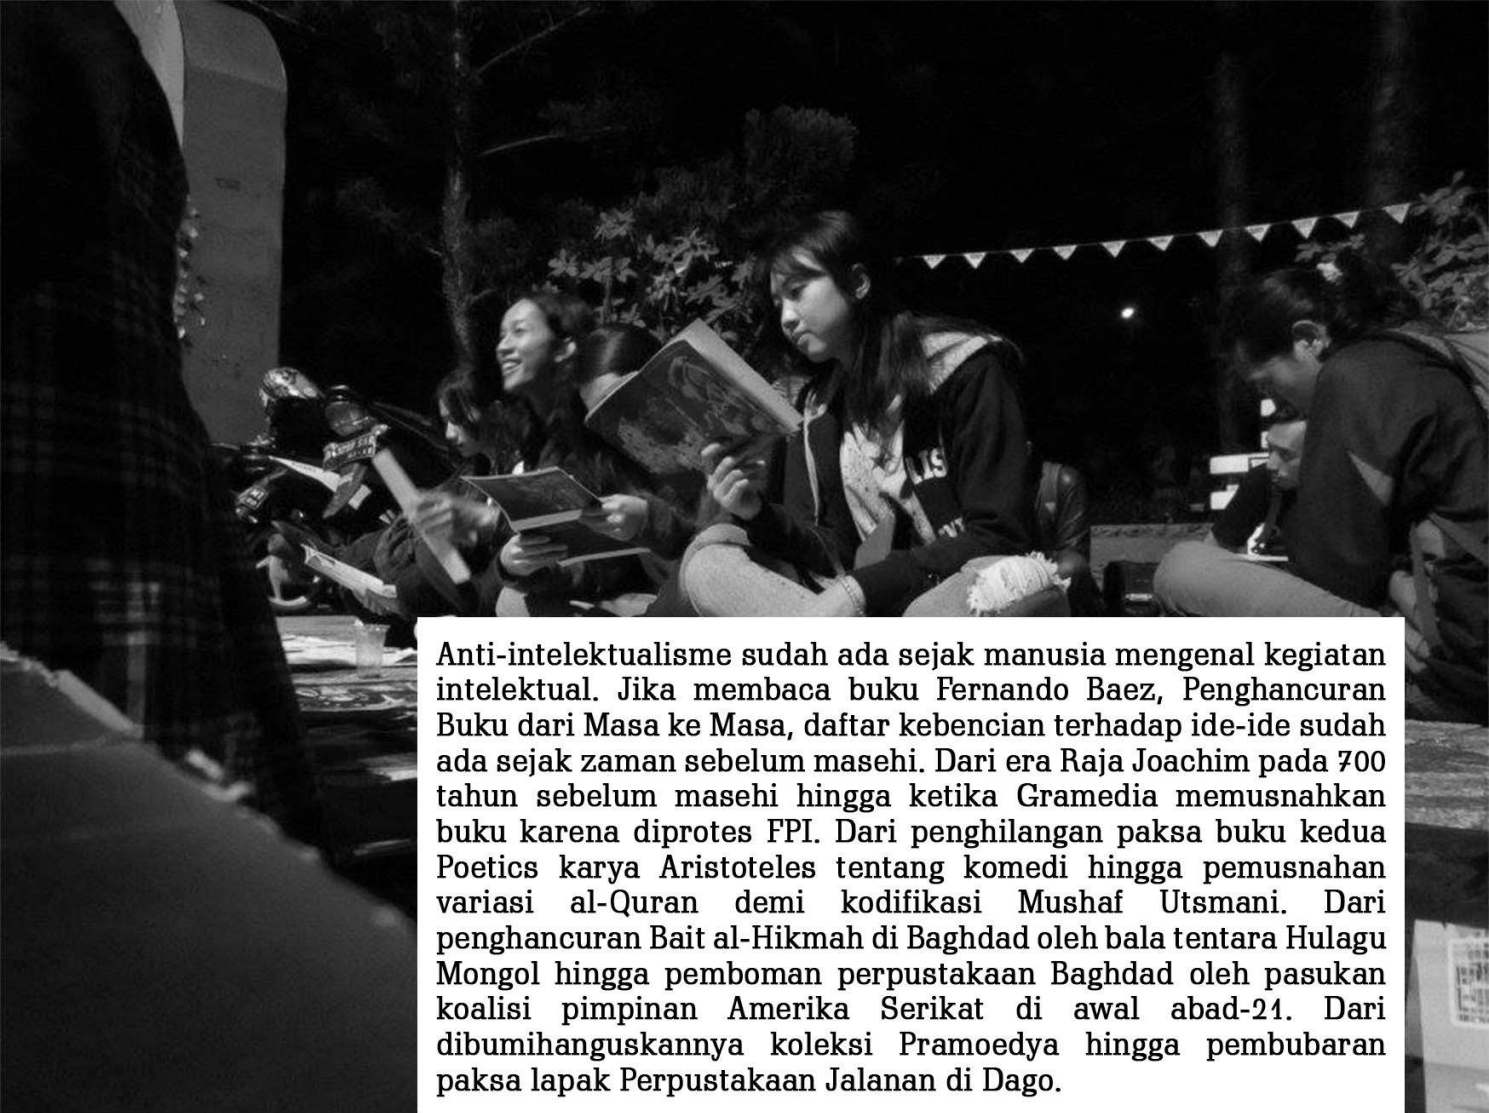 Anti-intelektualisme sudah ada sejak manusia mengenal kegiatan
intelektual. Jika membaca buku Fernando Baez, Penghancuran
Buku dari Masa ke Masa, daftar kebencian terhadap ide-ide sudah
ada sejak zaman sebelum masehi. Dari era Raja Joachim pada 700
tahun sebelum masehi hingga ketika Gramedia memusnahkan
buku karena diprotes FPI. Dari penghilangan paksa buku kedua
Poetics karya Aristoteles tentang komedi hingga pemusnahan
variasi al-Quran demi kodifikasi Mushaf Utsmani. Dari
penghancuran Bait al-Hikmah di Baghdad oleh bala tentara Hulagu
Mongol hingga pemboman perpustakaan Baghdad oleh pasukan
koalisi pimpinan Amerika Serikat di awal abad-21. Dari
dibumihanguskannya koleksi Pramoedya hingga pembubaran
paksa lapak Perpustakaan Jalanan di Dago.